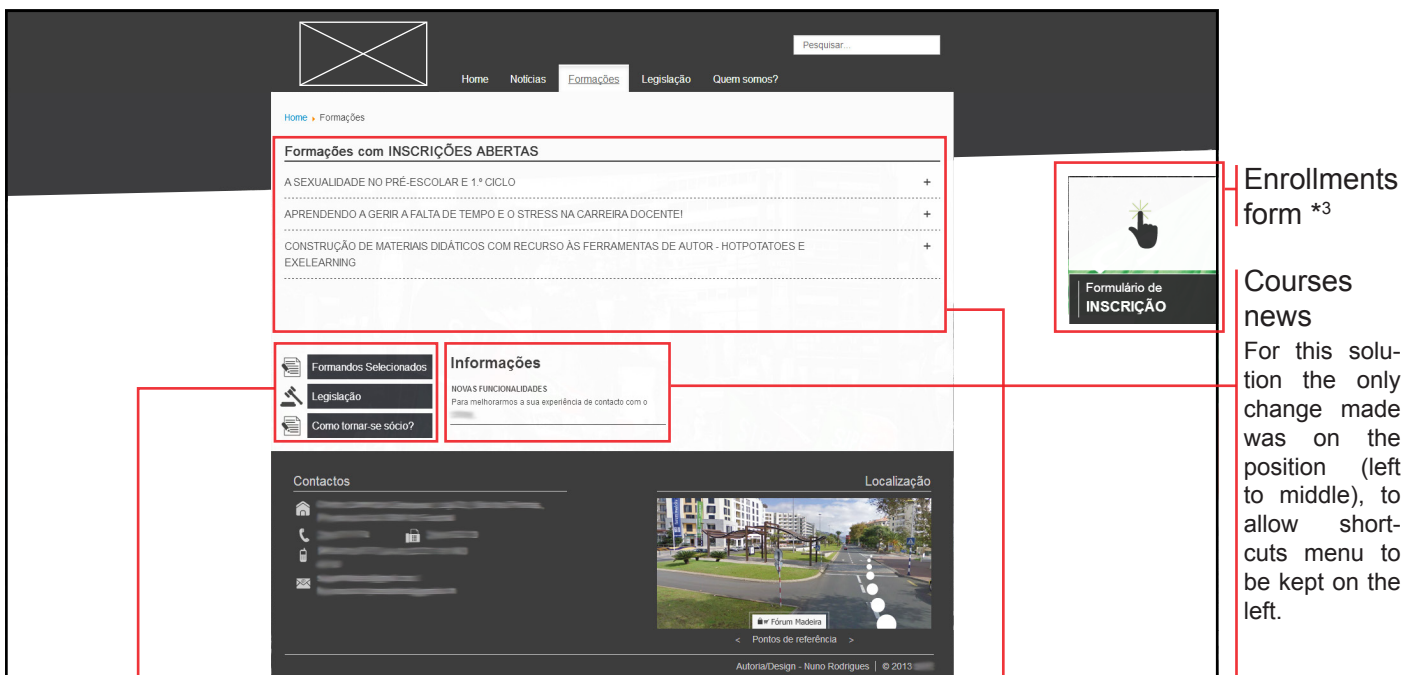 Pesquisar...
Home Notícias Formações Legislação Quem somos?
Home Formações
Formações com INSCRIÇÕES ABERTAS
A SEXUALIDADE NO PRÉ-ESCOLAR E 1.º CICLO +
APRENDENDO A GERIR A FALTA DE TEMPO E O STRESS NA CARREIRA DOCENTE! +
CONSTRUÇÃO DE MATERIAIS DIDÁTICOS COM RECURSO ÀS FERRAMENTAS DE AUTOR - HOTPOTATOES E +
EXELEARNING
Formulário de
INSCRIÇÃO
Formandos Selecionados
Legislação
Como tornar-se sócio?
Informações
NOVAS FUNCIONALIDADES
Para melhorarmos a sua experiência de contacto com o
Contactos
Localização
Fórum Madeira
< Pontos de referência >
Autoria/Design - Nuno Rodrigues | © 2013
Enrollments
form *3
Courses
news
For this solu-
tion the only
change made
was on the
position (left
to middle), to
allow short-
cuts menu to
be kept on the
left.